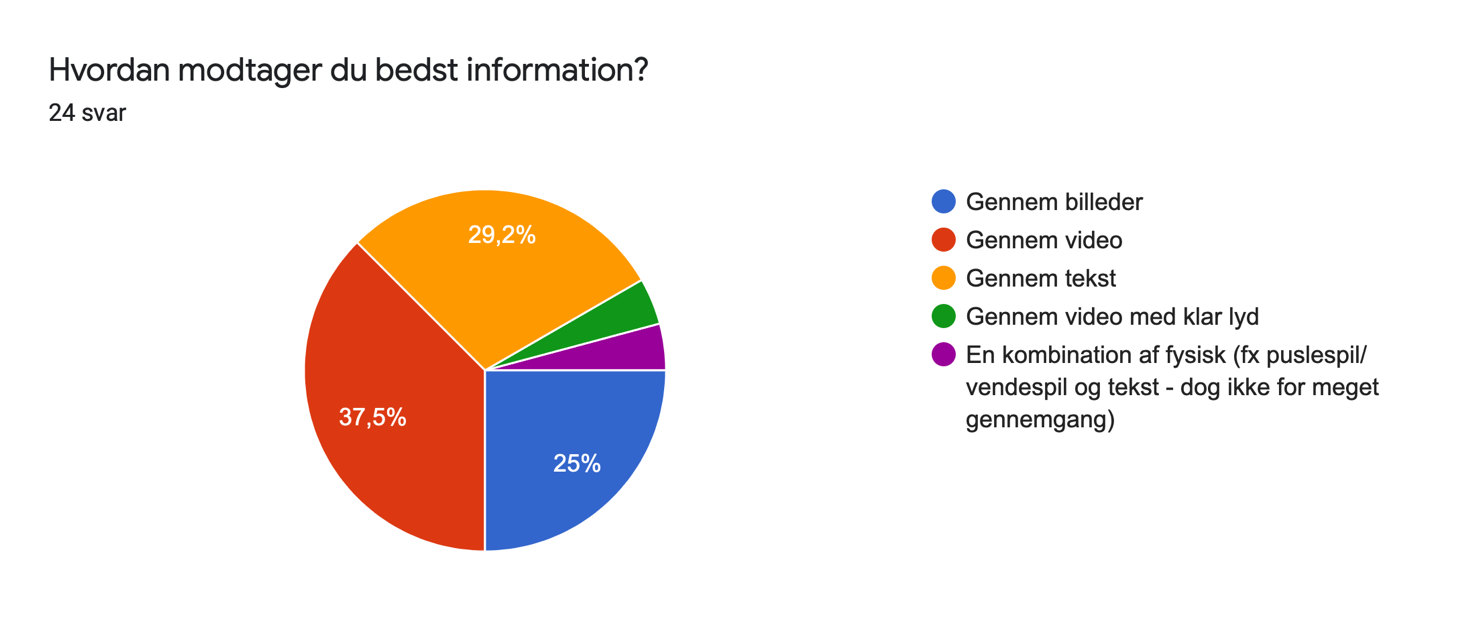 Hvordan modtager du bedst information?
24 svar
29,2%
37,5%
25%
Gennem billeder
Gennem video
Gennem tekst
Gennem video med klar lyd
En kombination af fysisk (fx puslespil/
vendespil og tekst - dog ikke for meget
gennemgang)